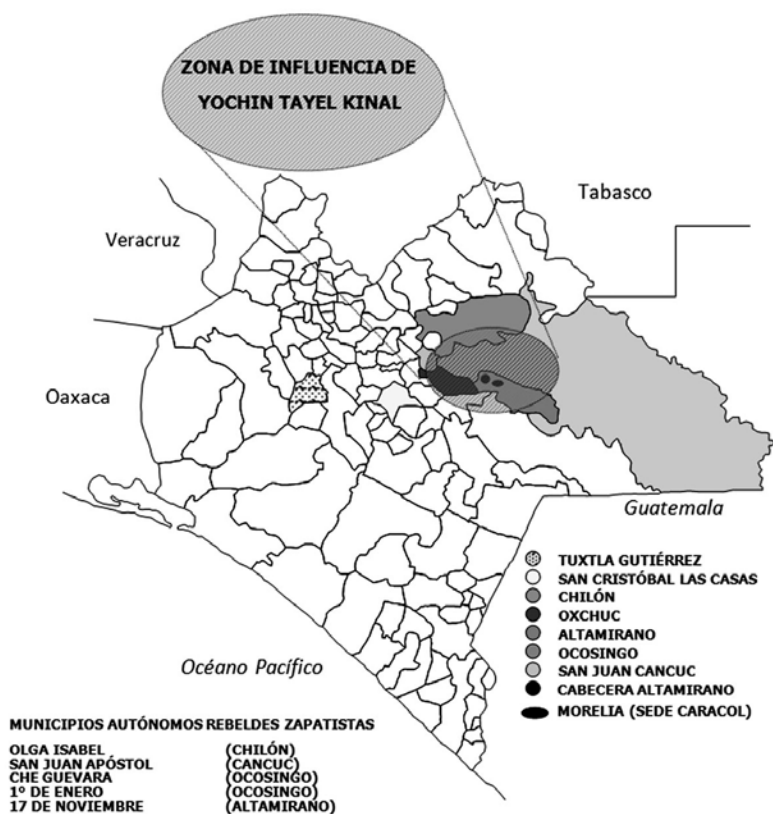 ZONA DE INFLUENCIA DE
YOCHIN TAYEL KINAL
Tabasco
Veracruz
Oaxaca
Guatemala
TUXTLA GUTIÉRREZ
SAN CRISTÓBAL LAS CASAS
CHILÓN
OXCHUC
ALTAMIRANO
OCOSINGO
SAN JUAN CANCUC
CABECERA ALTAMIRANO
MORELIA (SEDE CARACOL)
Océano Pacífico
MUNICIPIOS AUTÓNOMOS REBELDES ZAPATISTAS
OLGA ISABEL (CHILÓN)
SAN JUAN APÓSTOL (CANCUC)
CHE GUEVARA (OCOSINGO)
1º DE ENERO (OCOSINGO)
17 DE NOVIEMBRE (ALTAMIRANO)